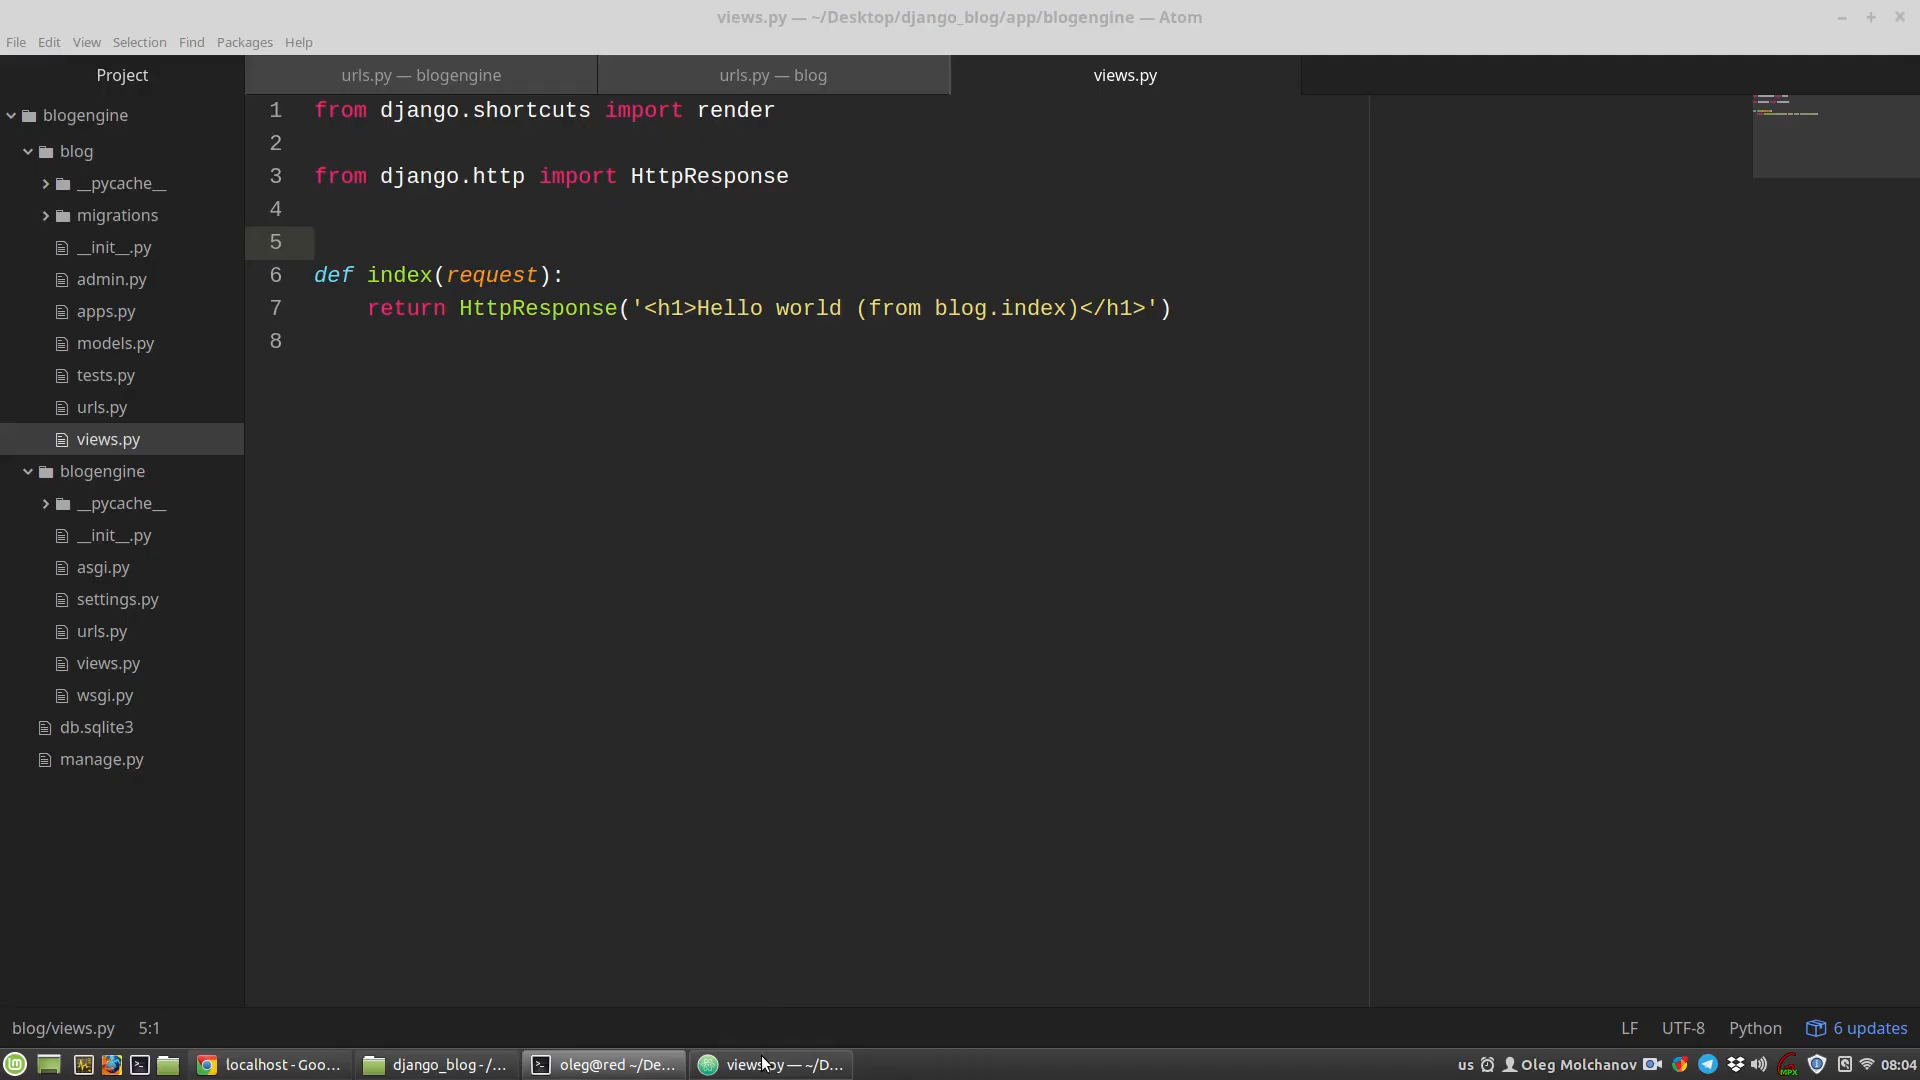 views.py — ~/Desktop/django_blog/app/blogengine — Atom
File Edit View Selection Find Packages Help
Project
urls.py — blogengine
urls.py — blog
views.py
blogengine
blog
__pycache__
migrations
__init__.py
admin.py
apps.py
models.py
tests.py
urls.py
views.py
blogengine
__pycache__
__init__.py
asgi.py
settings.py
urls.py
views.py
wsgi.py
db.sqlite3
manage.py
1 from django.shortcuts import render
2
3 from django.http import HttpResponse
4
5
6 def index(request):
7     return HttpResponse('<h1>Hello world (from blog.index)</h1>')
8
blog/views.py 5:1
LF UTF-8 Python 6 updates
localhost - Goo...
django_blog - /...
oleg@red ~/De...
views.py — ~/D...
us Oleg Molchanov MPX 08:04